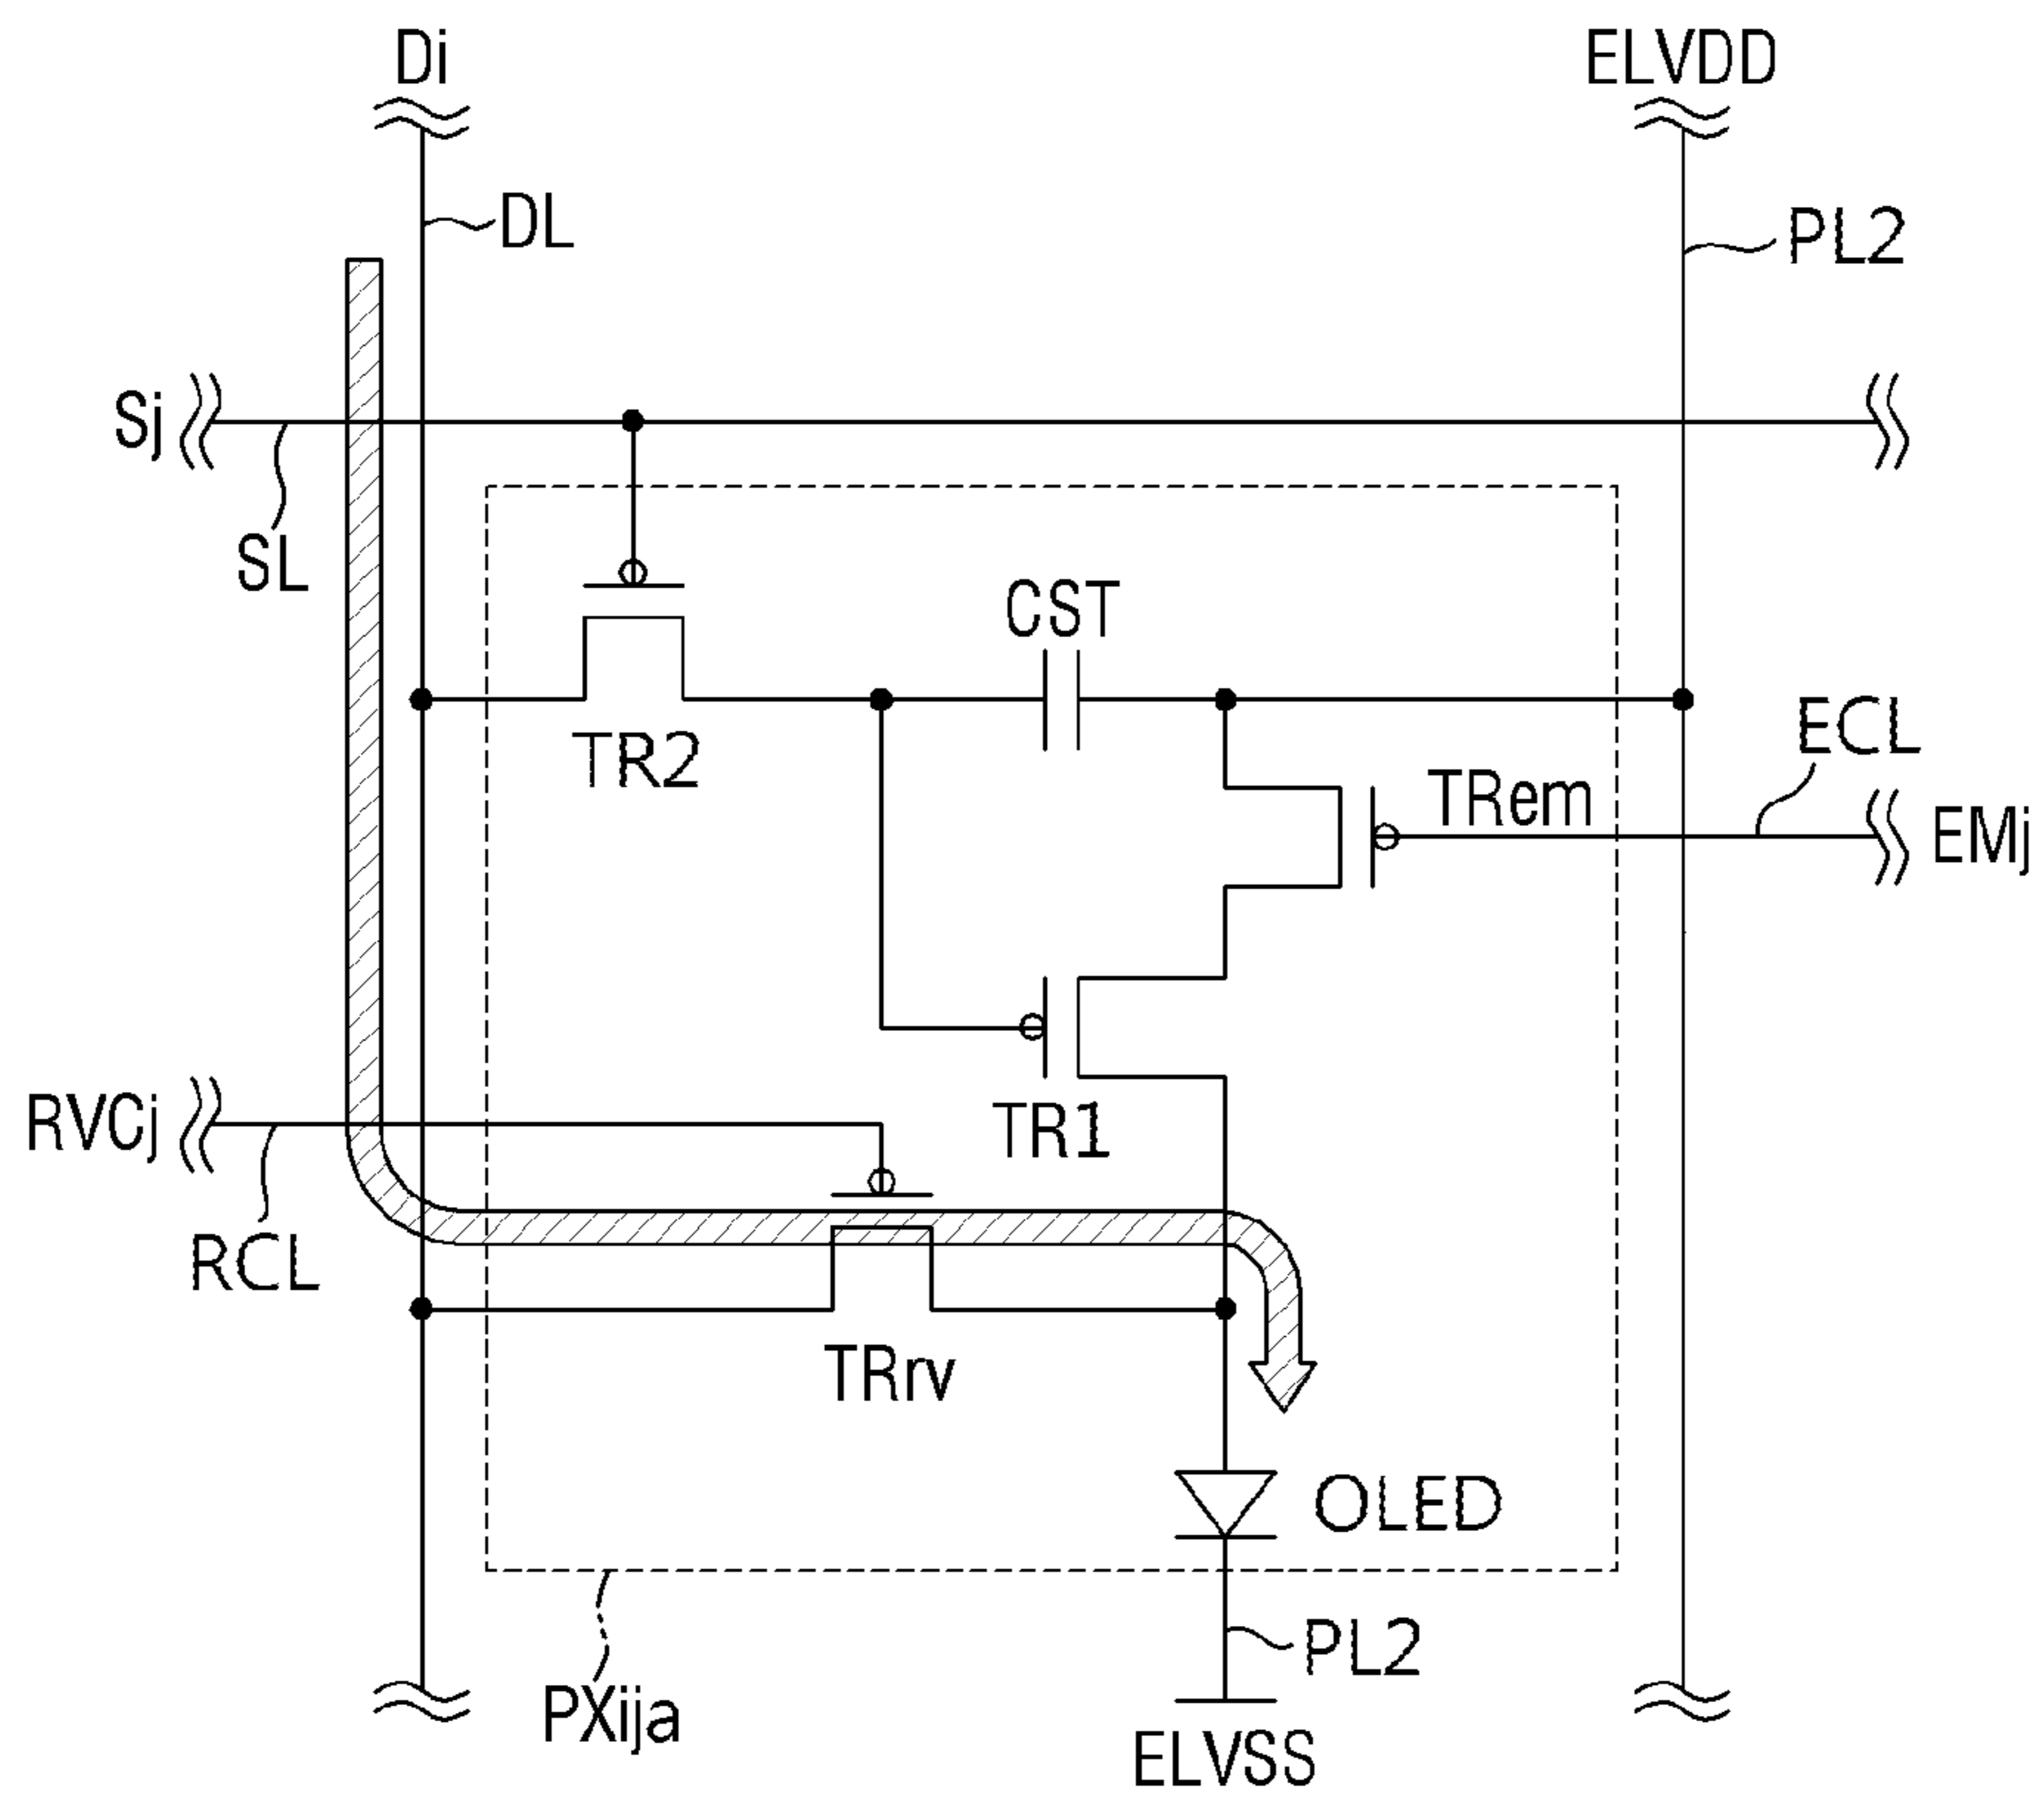 Di
ELVDD
DL
PL2
Sj
SL
CST
TR2
ECL
TRem
EMj
RVCj
TR1
RCL
TRrv
OLED
PL2
PXija
ELVSS